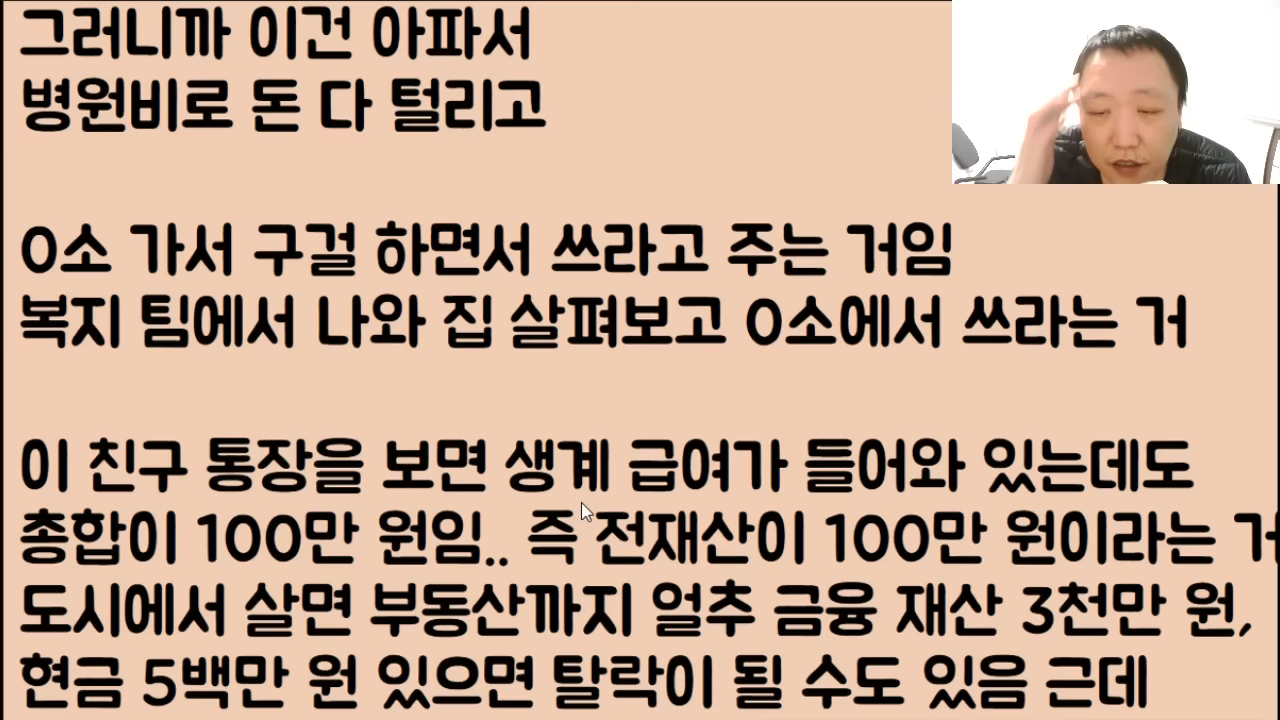 그러니까 이건 아파서
병원비로 돈 다 털리고
0소 가서 구걸 하면서 쓰라고 주는 거임
복지 팀에서 나와 집 살펴보고 0소에서 쓰라는 거
이 친구 통장을 보면 생계 급여가 들어와 있는데도
총합이 100만 원임.. 즉 전재산이 100만 원이라는 거
도시에서 살면 부동산까지 얼추 금융 재산 3천만 원,
현금 5백만 원 있으면 탈락이 될 수도 있음 근데